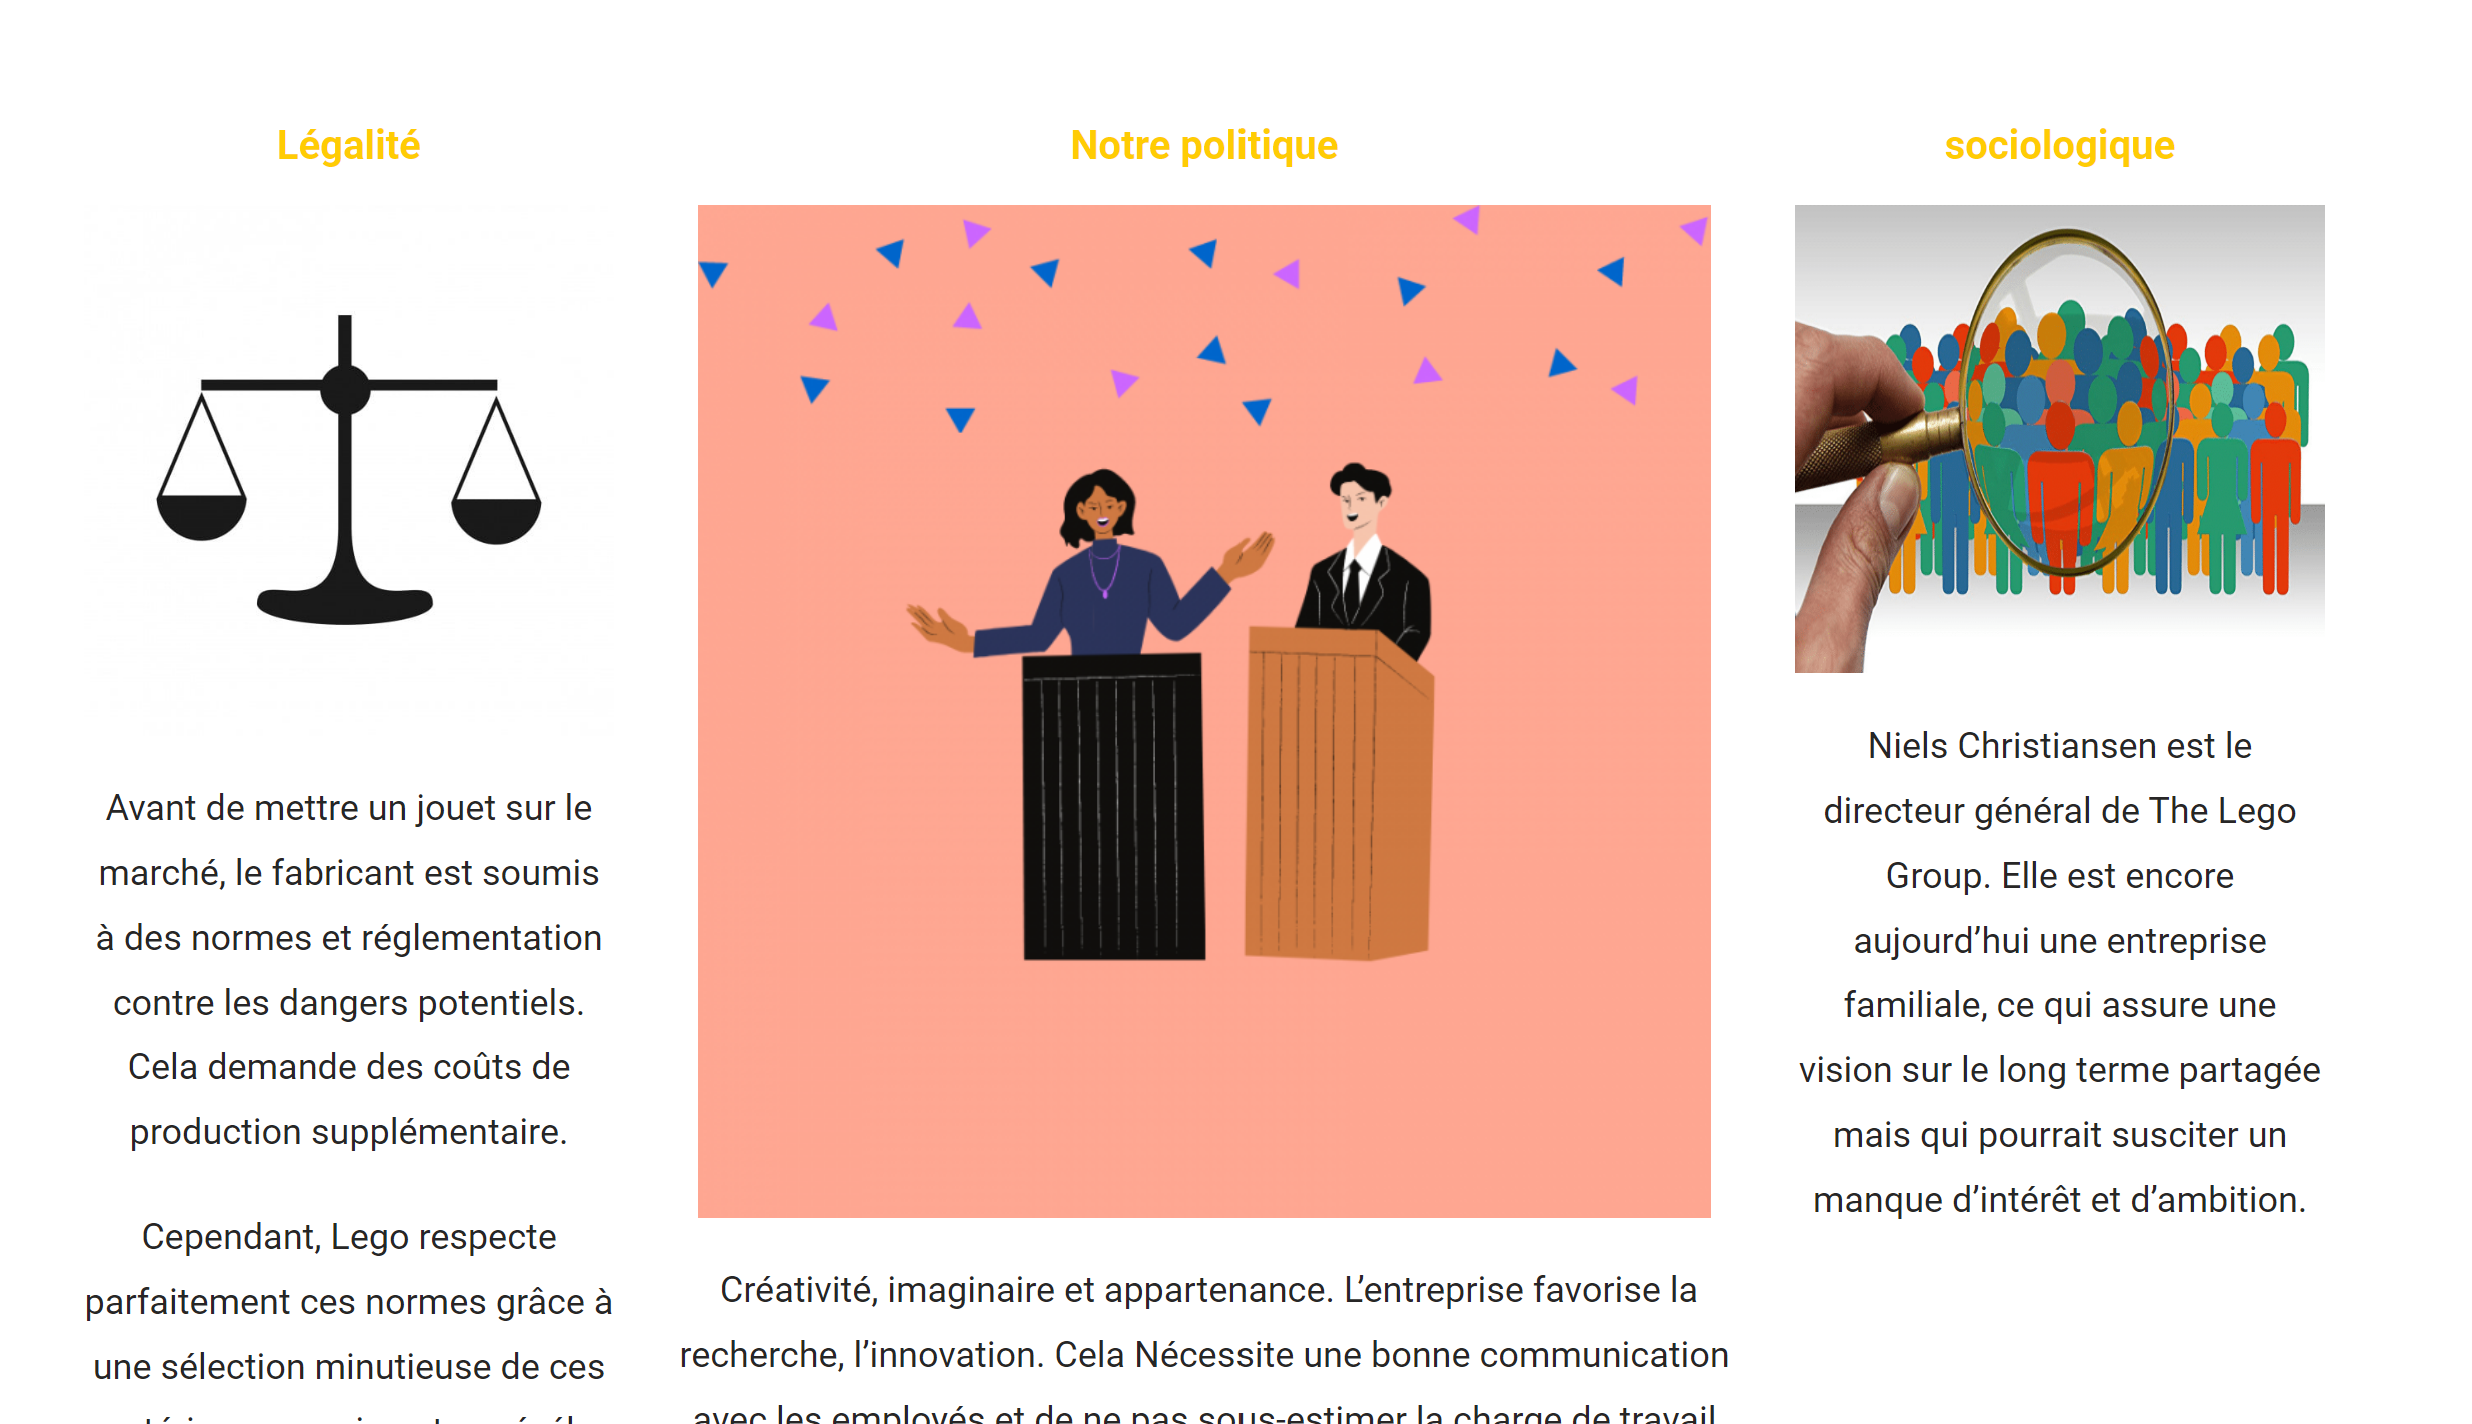 Légalité
Avant de mettre un jouet sur le
marché, le fabricant est soumis
à des normes et réglementation
contre les dangers potentiels.
Cela demande des coûts de
production supplémentaire.
Cependant, Lego respecte
parfaitement ces normes grâce à
une sélection minutieuse de ces
Notre politique
Créativité, imaginaire et appartenance. L’entreprise favorise la
recherche, l’innovation. Cela Nécessite une bonne communication
avec les employés et de ne pas sous-estimer la charge de travail
sociologique
Niels Christiansen est le
directeur général de The Lego
Group. Elle est encore
aujourd’hui une entreprise
familiale, ce qui assure une
vision sur le long terme partagée
mais qui pourrait susciter un
manque d’intérêt et d’ambition.